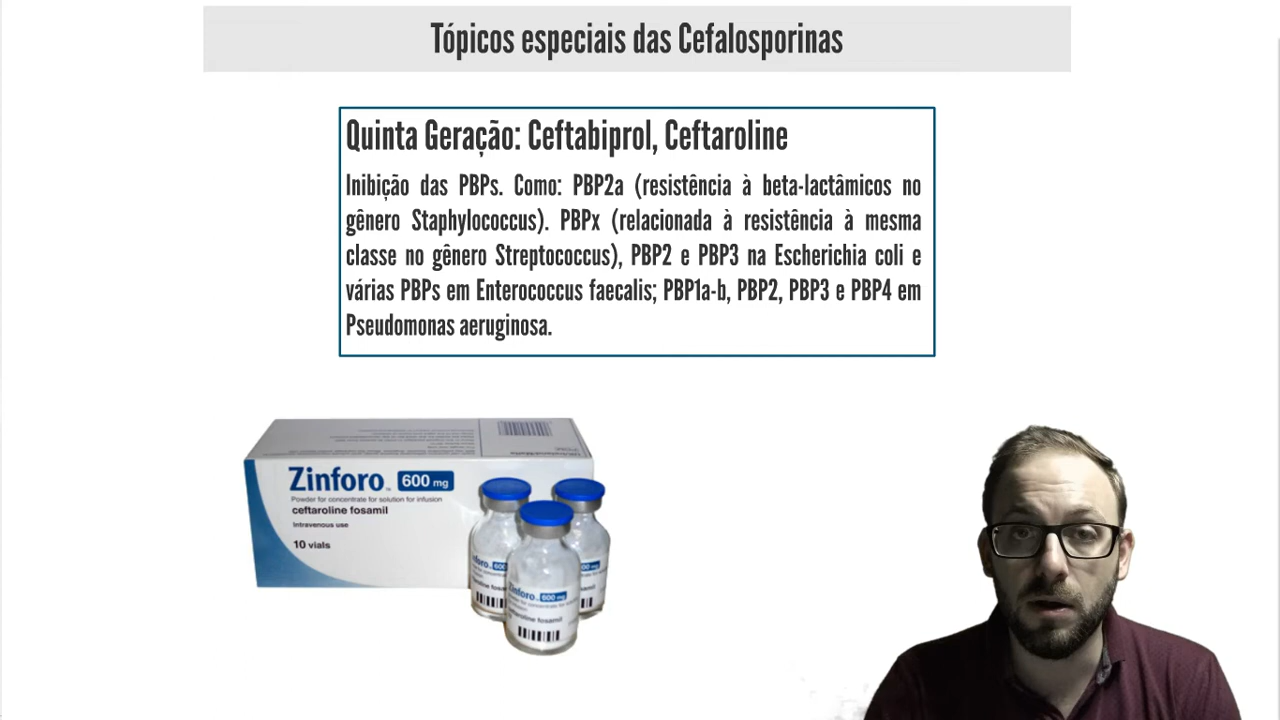 Tópicos especiais das Cefalosporinas
Quinta Geração: Ceftabiprol, Ceftaroline
Inibição das PBPs. Como: PBP2a (resistência à beta-lactâmicos no
gênero Staphylococcus). PBPx (relacionada à resistência à mesma
classe no gênero Streptococcus), PBP2 e PBP3 na Escherichia coli e
várias PBPs em Enterococcus faecalis; PBP1a-b, PBP2, PBP3 e PBP4 em
Pseudomonas aeruginosa.
Zinforo™ 600 mg
Powder for concentrate for solution for infusion
ceftaroline fosamil
Intravenous use
10 vials
Zinforo 600 mg